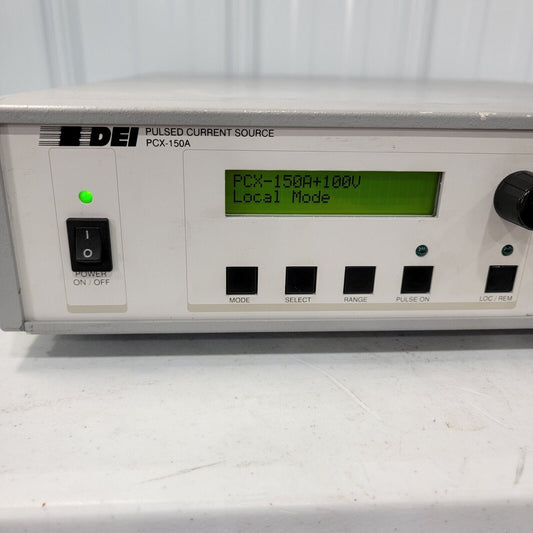 DEI
PULSED CURRENT SOURCE
PCX-150A
PCX-150A+100V
Local Mode
I
O
POWER
ON / OFF
MODE
SELECT
RANGE
PULSE ON
LOC / REM